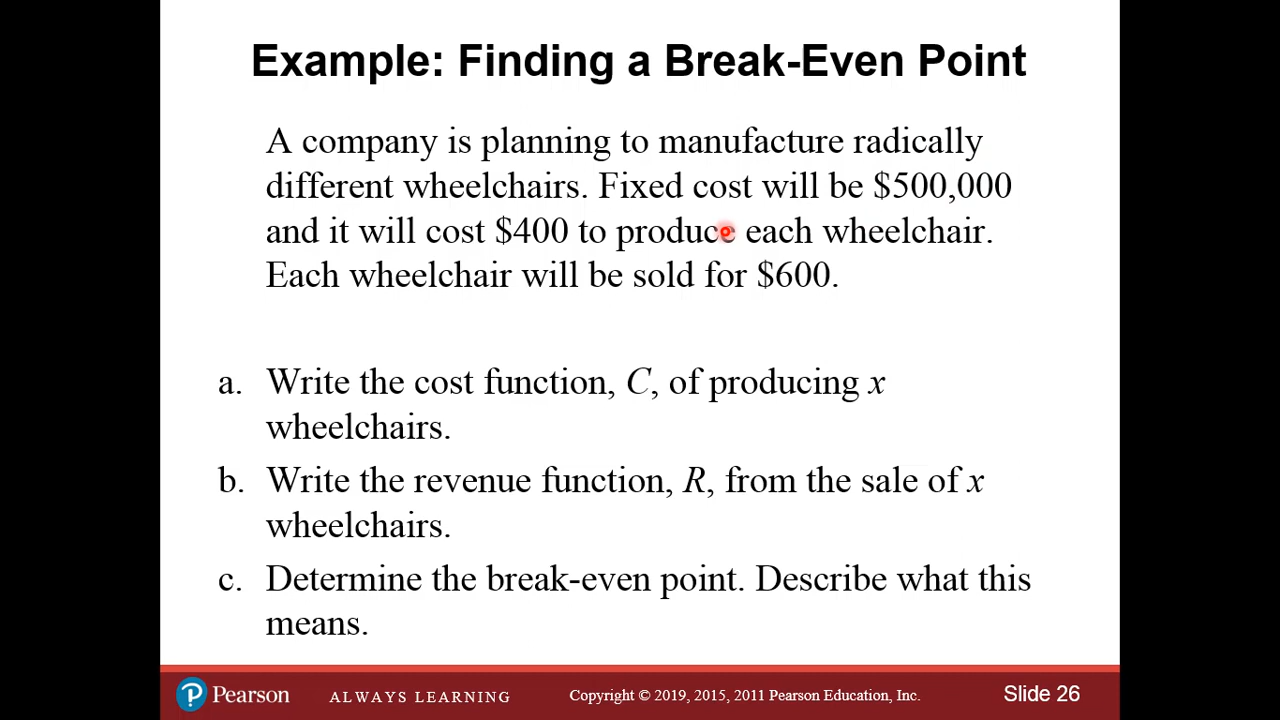 Example: Finding a Break-Even Point
A company is planning to manufacture radically
different wheelchairs. Fixed cost will be $500,000
and it will cost $400 to produce each wheelchair.
Each wheelchair will be sold for $600.
a. Write the cost function, C, of producing x
wheelchairs.
b. Write the revenue function, R, from the sale of x
wheelchairs.
c. Determine the break-even point. Describe what this
means.
P Pearson ALWAYS LEARNING Copyright © 2019, 2015, 2011 Pearson Education, Inc. Slide 26